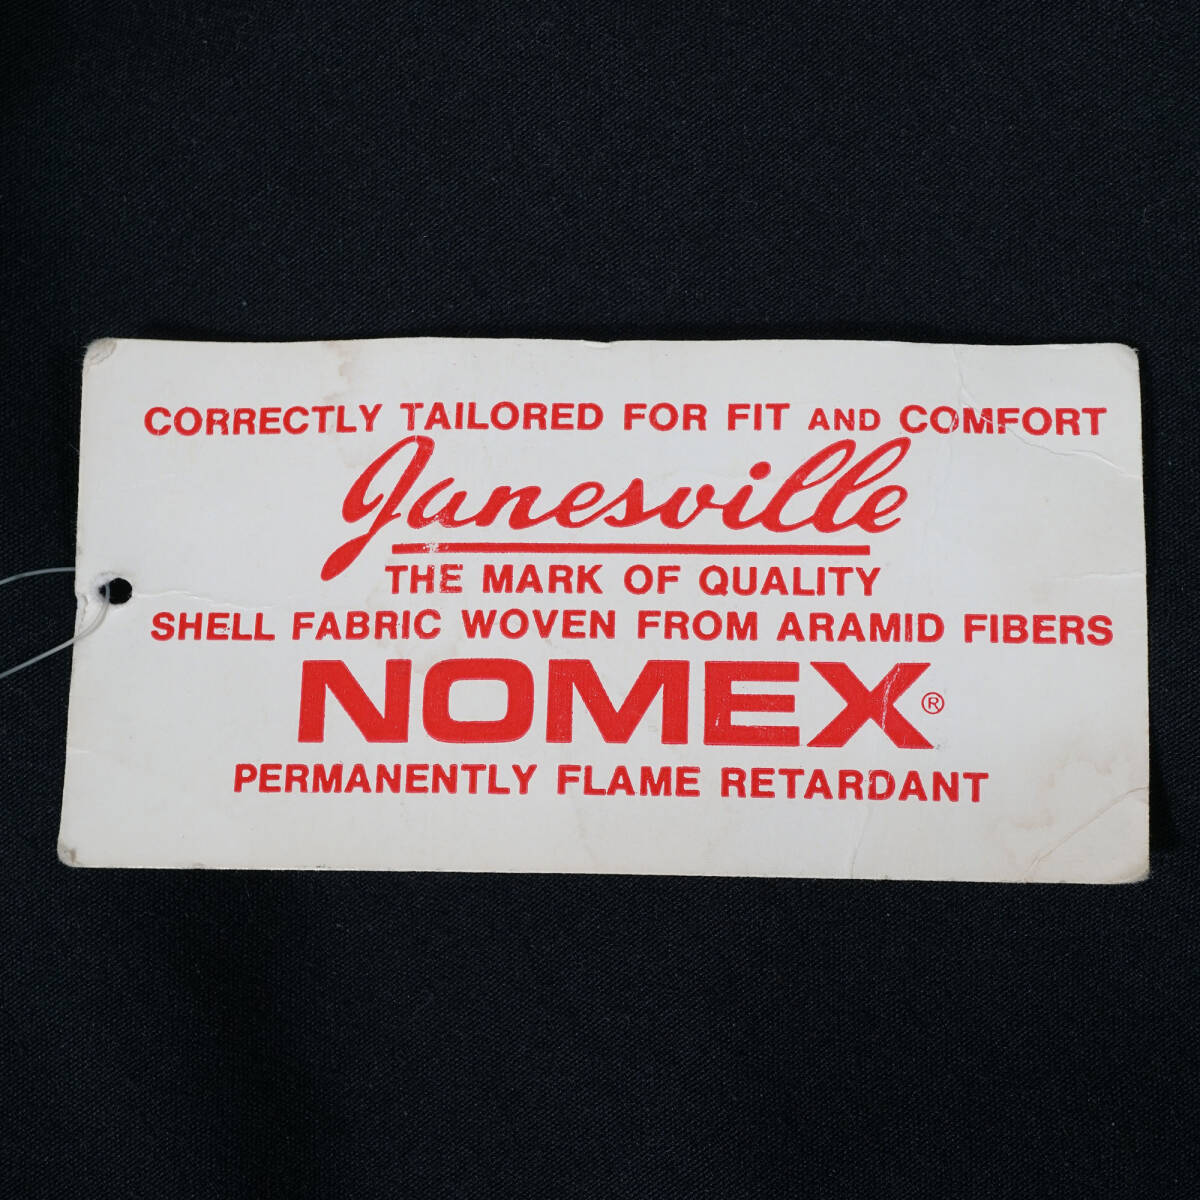 CORRECTLY TAILORED FOR FIT AND COMFORT
Janesville
THE MARK OF QUALITY
SHELL FABRIC WOVEN FROM ARAMID FIBERS
NOMEX®
PERMANENTLY FLAME RETARDANT